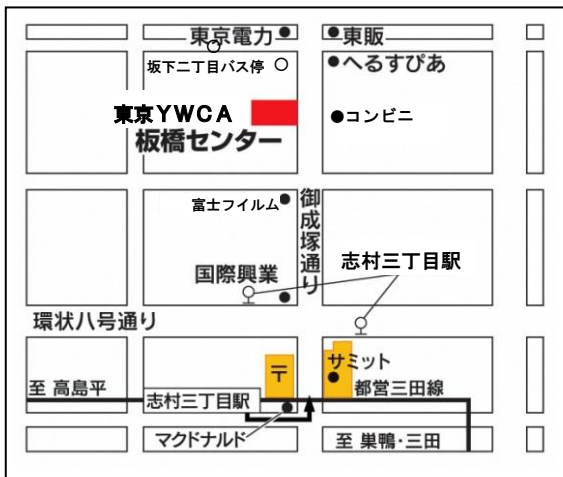 東京電力
東販
坂下二丁目バス停
へるすぴあ
東京YWCA
板橋センター
コンビニ
富士フイルム
御成塚通り
国際興業
志村三丁目駅
環状八号通り
〒
サミット
至 高島平
志村三丁目駅
都営三田線
マクドナルド
至 巣鴨・三田